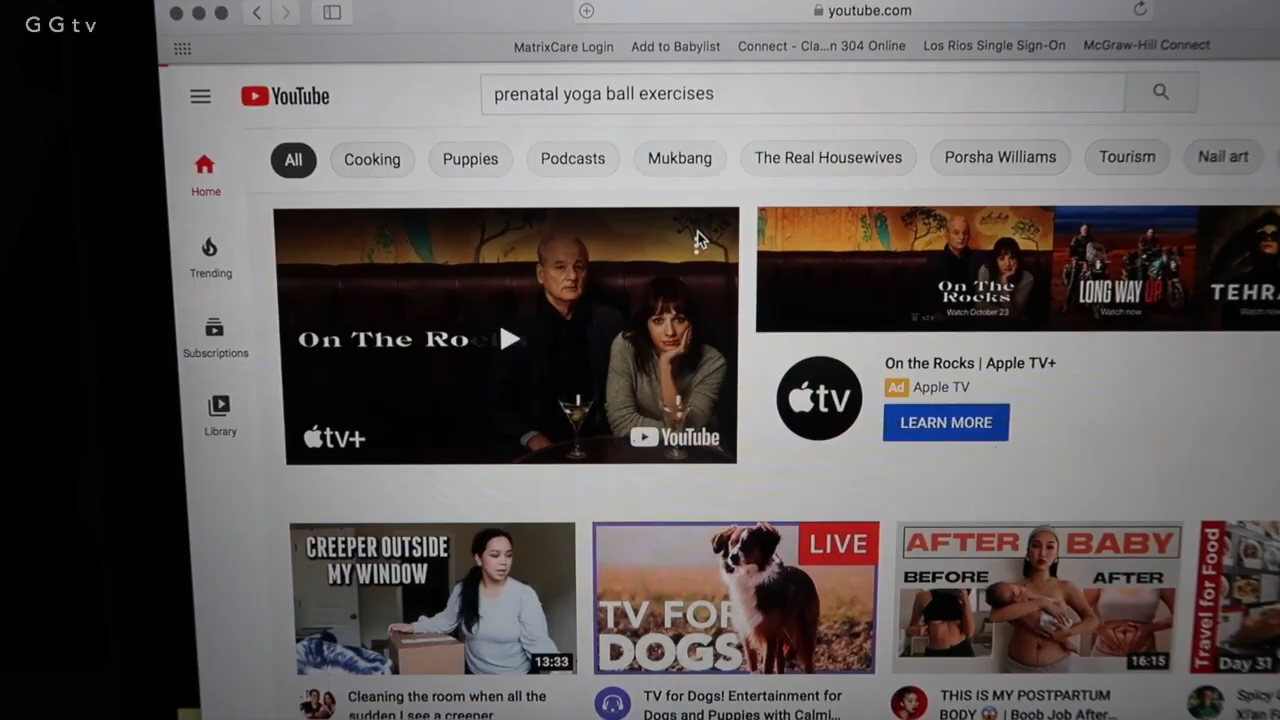 GGtv
youtube.com
MatrixCare Login Add to Babylist Connect - Cla...n 304 Online Los Rios Single Sign-On McGraw-Hill Connect
YouTube
prenatal yoga ball exercises
All Cooking Puppies Podcasts Mukbang The Real Housewives Porsha Williams Tourism Nail art
Home
Trending
Subscriptions
Library
On The Ro
tv+
YouTube
On The
Rocks
Watch October 23
LONG WAY UP
Watch now
TEHR
tv
On the Rocks | Apple TV+
Ad Apple TV
LEARN MORE
CREEPER OUTSIDE
MY WINDOW
13:33
Cleaning the room when all the
sudden I see a creeper
LIVE
TV FOR
DOGS
TV for Dogs! Entertainment for
Dogs and Puppies with Calmi...
AFTER BABY
BEFORE AFTER
16:15
THIS IS MY POSTPARTUM
BODY 😱 | Boob Job After...
Travel for Food
Day 31
Spicy